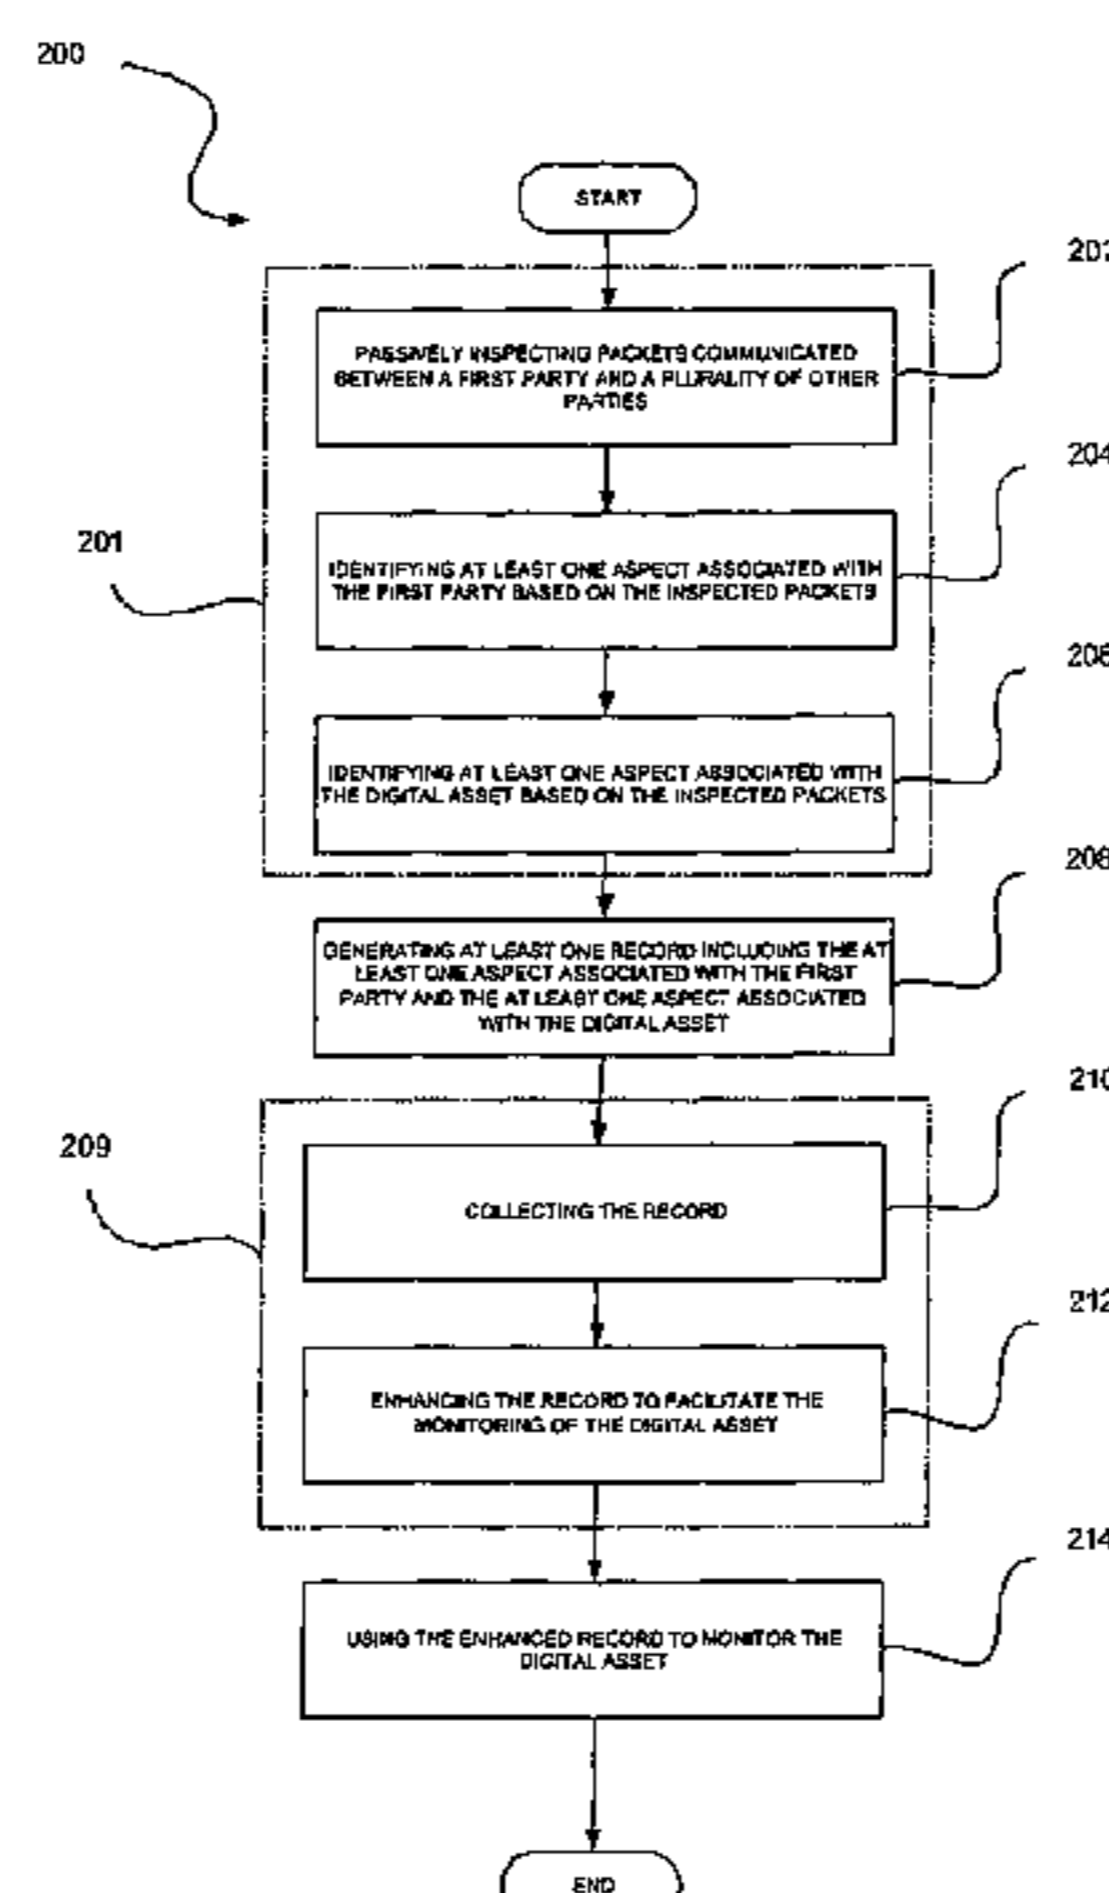 200
START
202
PASSIVELY INSPECTING PACKETS COMMUNICATED
BETWEEN A FIRST PARTY AND A PLURALITY OF OTHER
PARTIES
204
IDENTIFYING AT LEAST ONE ASPECT ASSOCIATED WITH
THE FIRST PARTY BASED ON THE INSPECTED PACKETS
201
206
IDENTIFYING AT LEAST ONE ASPECT ASSOCIATED WITH
THE DIGITAL ASSET BASED ON THE INSPECTED PACKETS
208
GENERATING AT LEAST ONE RECORD INCLUDING THE AT
LEAST ONE ASPECT ASSOCIATED WITH THE FIRST
PARTY AND THE AT LEAST ONE ASPECT ASSOCIATED
WITH THE DIGITAL ASSET
210
209
COLLECTING THE RECORD
212
ENHANCING THE RECORD TO FACILITATE THE
MONITORING OF THE DIGITAL ASSET
214
USING THE ENHANCED RECORD TO MONITOR THE
DIGITAL ASSET
END